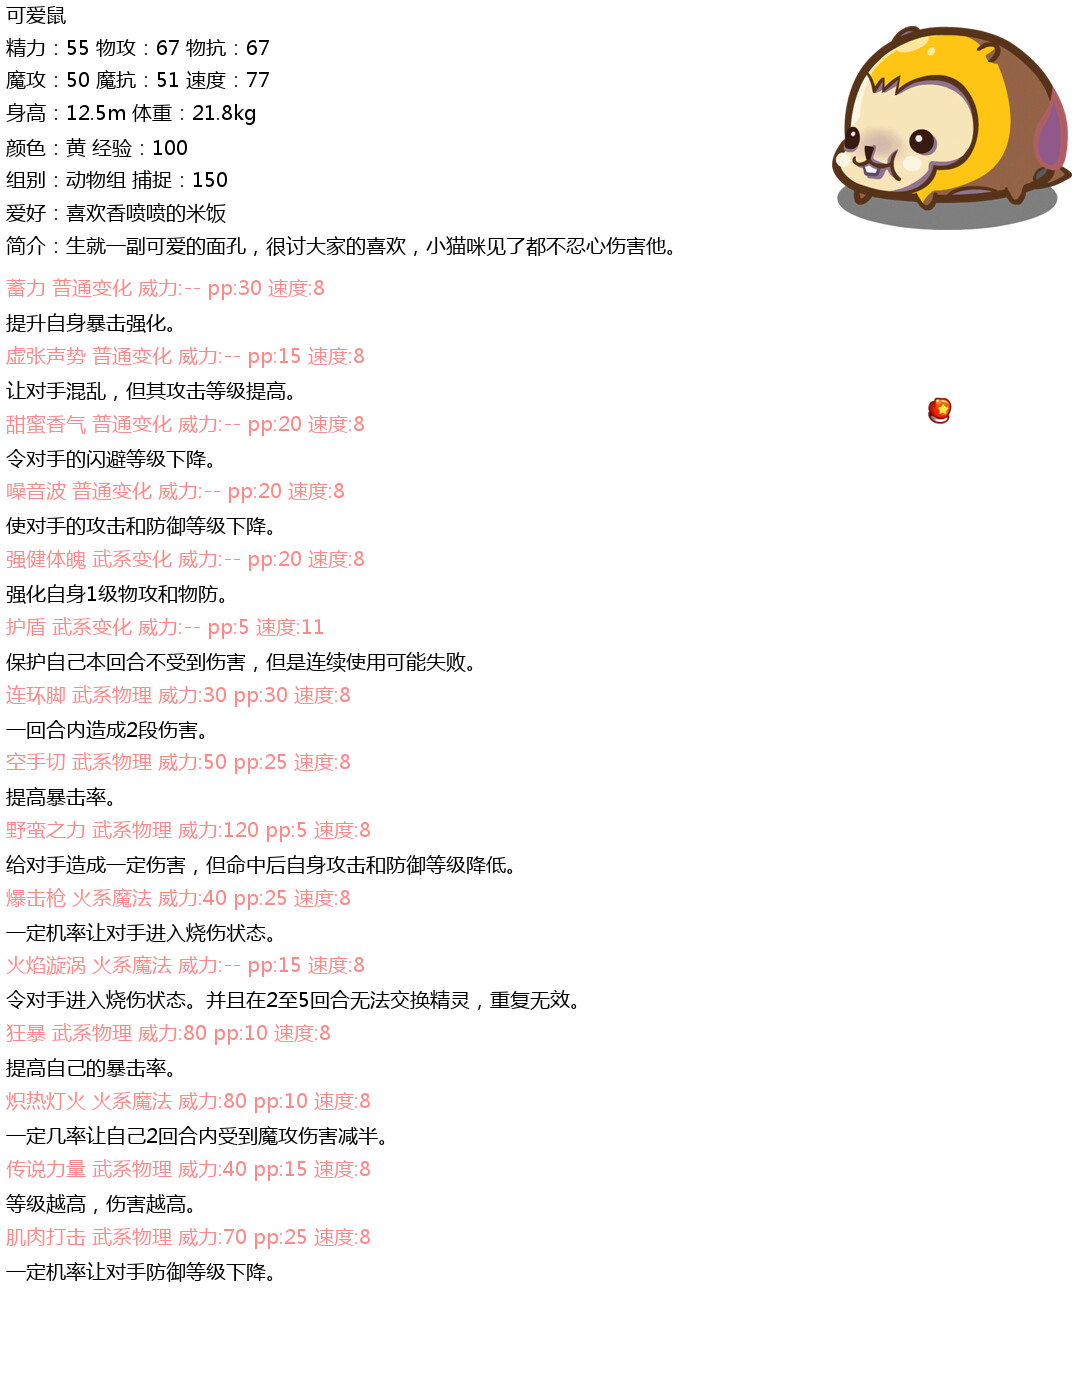 可爱鼠
精力：55 物攻：67 物抗：67
魔攻：50 魔抗：51 速度：77
身高：12.5m 体重：21.8kg
颜色：黄 经验：100
组别：动物组 捕捉：150
爱好：喜欢香喷喷的米饭
简介：生就一副可爱的面孔，很讨大家的喜欢，小猫咪见了都不忍心伤害他。
蓄力 普通变化 威力:-- pp:30 速度:8
提升自身暴击强化。
虚张声势 普通变化 威力:-- pp:15 速度:8
让对手混乱，但其攻击等级提高。
甜蜜香气 普通变化 威力:-- pp:20 速度:8
令对手的闪避等级下降。
噪音波 普通变化 威力:-- pp:20 速度:8
使对手的攻击和防御等级下降。
强健体魄 武系变化 威力:-- pp:20 速度:8
强化自身1级物攻和物防。
护盾 武系变化 威力:-- pp:5 速度:11
保护自己本回合不受到伤害，但是连续使用可能失败。
连环脚 武系物理 威力:30 pp:30 速度:8
一回合内造成2段伤害。
空手切 武系物理 威力:50 pp:25 速度:8
提高暴击率。
野蛮之力 武系物理 威力:120 pp:5 速度:8
给对手造成一定伤害，但命中后自身攻击和防御等级降低。
爆击枪 火系魔法 威力:40 pp:25 速度:8
一定机率让对手进入烧伤状态。
火焰漩涡 火系魔法 威力:-- pp:15 速度:8
令对手进入烧伤状态。并且在2至5回合无法交换精灵，重复无效。
狂暴 武系物理 威力:80 pp:10 速度:8
提高自己的暴击率。
炽热灯火 火系魔法 威力:80 pp:10 速度:8
一定几率让自己2回合内受到魔攻伤害减半。
传说力量 武系物理 威力:40 pp:15 速度:8
等级越高，伤害越高。
肌肉打击 武系物理 威力:70 pp:25 速度:8
一定机率让对手防御等级下降。